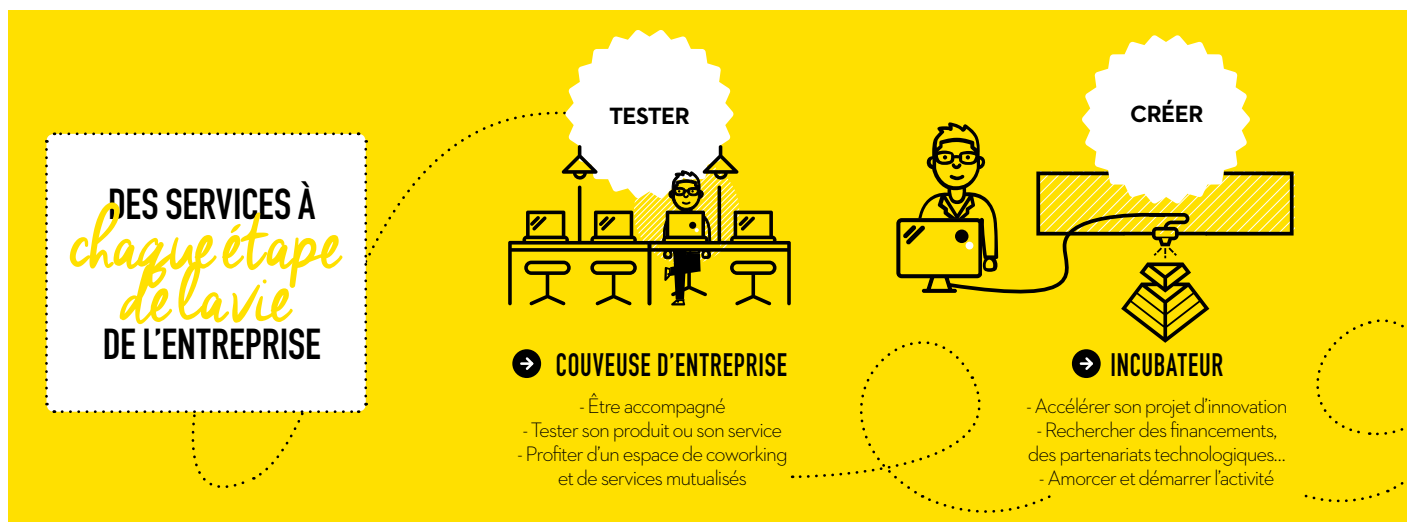 DES SERVICES À
chaque étape
de la vie
DE L'ENTREPRISE
TESTER
COUVEUSE D'ENTREPRISE
- Être accompagné
- Tester son produit ou son service
- Profiter d'un espace de coworking
et de services mutualisés
CRÉER
INCUBATEUR
- Accélérer son projet d'innovation
- Rechercher des financements,
des partenariats technologiques...
- Amorcer et démarrer l'activité